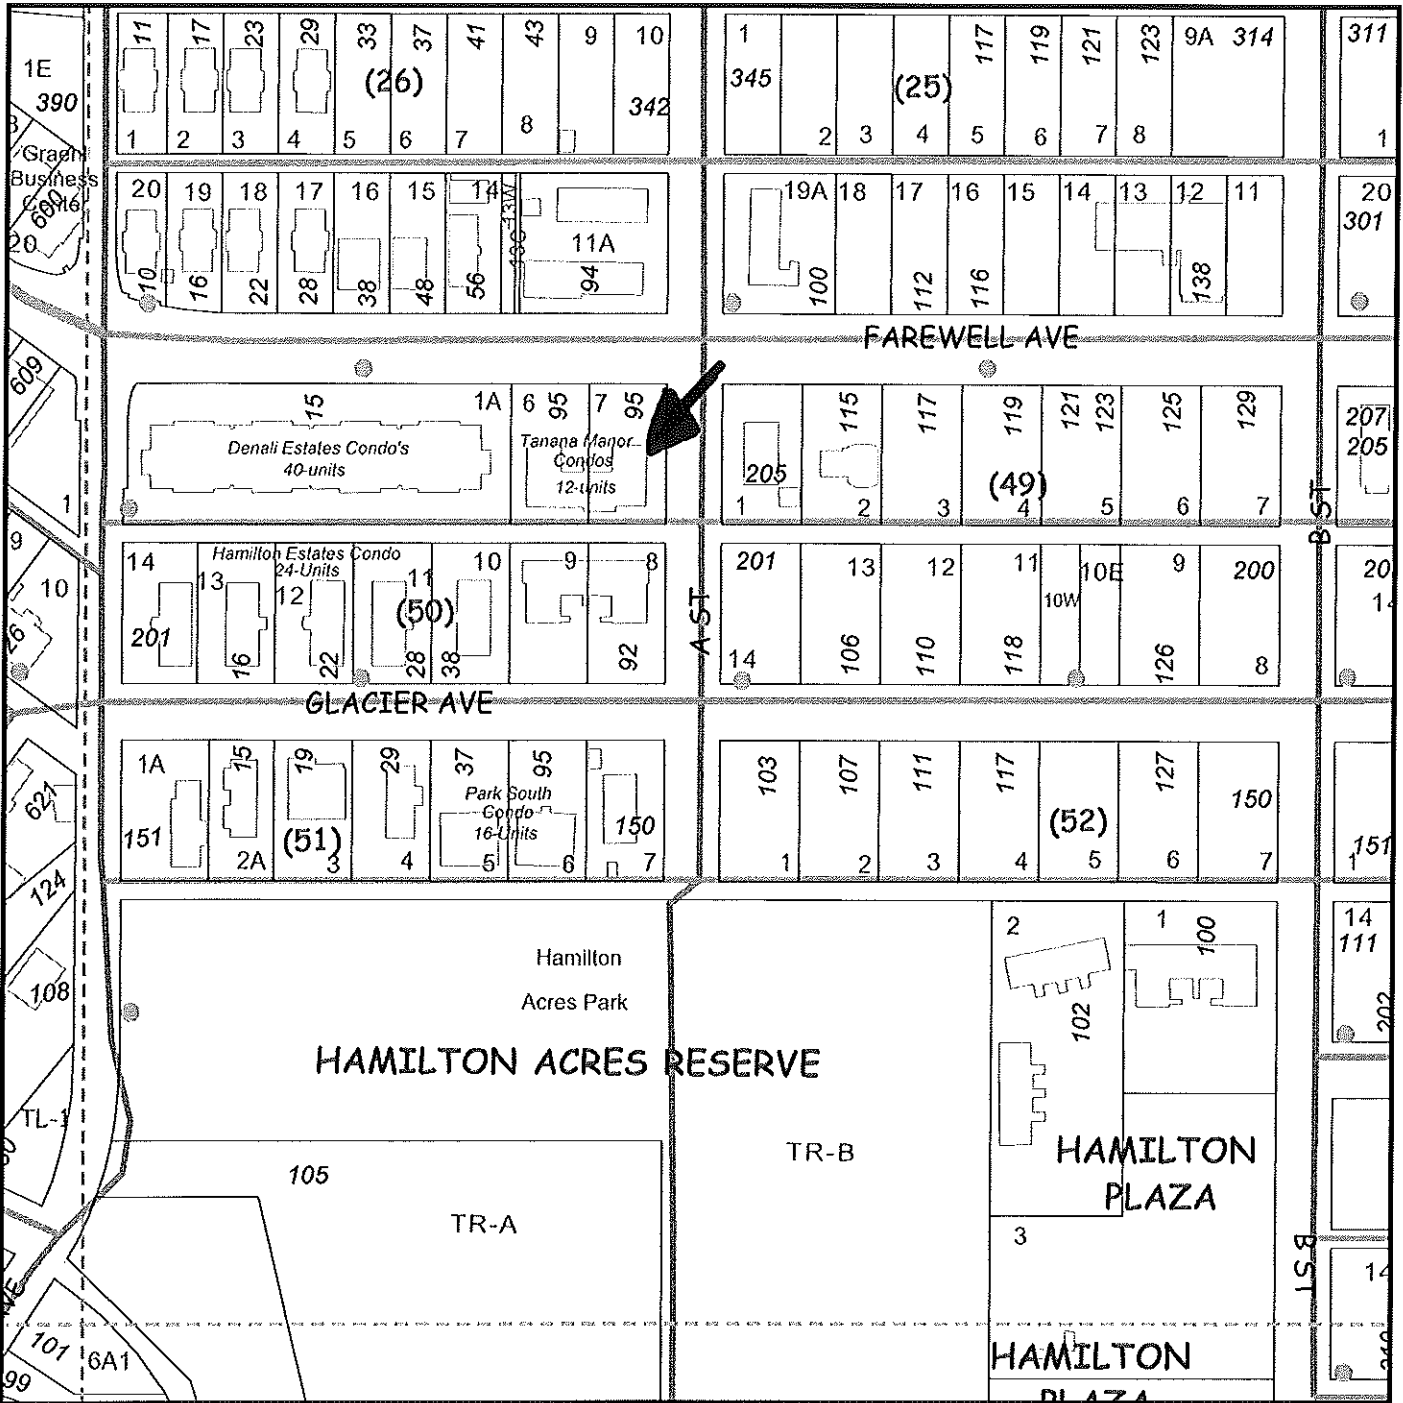 11 17 23 29 33 37 41 43 9 10
1 117 119 121 123 9A 314
311
1E
390
(26)
345
(25)
342
1 2 3 4 5 6 7 8
2 3 4 5 6 7 8
1
Graehl
Business
Cente
600
20
20 19 18 17 16 15 14 13W
13C
11A
19A 18 17 16 15 14 13 12 11
20
301
10 16 22 28 38 48 56 94
100 112 116 138
FAREWELL AVE
609
15 1A 6 95 7 95
115 117 119 121 123 125 129
207
205
Denali Estates Condo's
40-units
Tanana Manor
Condos
12-units
205
(49)
1
1 2 3 4 5 6 7
B ST
9
10
26
14 Hamilton Estates Condo
24-Units
13 12 11 10 9 8
(50)
201 16 22 28 38 92
A ST
201 13 12 11 10E 9 200
10W
14 106 110 118 126 8
20
14
GLACIER AVE
621
1A 15 19 29 37 95
Park South
Condo
16-Units
151 (51) 150
2A 3 4 5 6 7
103 107 111 117 127 150
(52)
1 2 3 4 5 6 7
151
1
124
108
Hamilton
Acres Park
2 1 100
102
14
111
202
HAMILTON ACRES RESERVE
TL-1
105
TR-A
TR-B
HAMILTON
PLAZA
3
B ST
14
101
6A1
99
HAMILTON
PLAZA